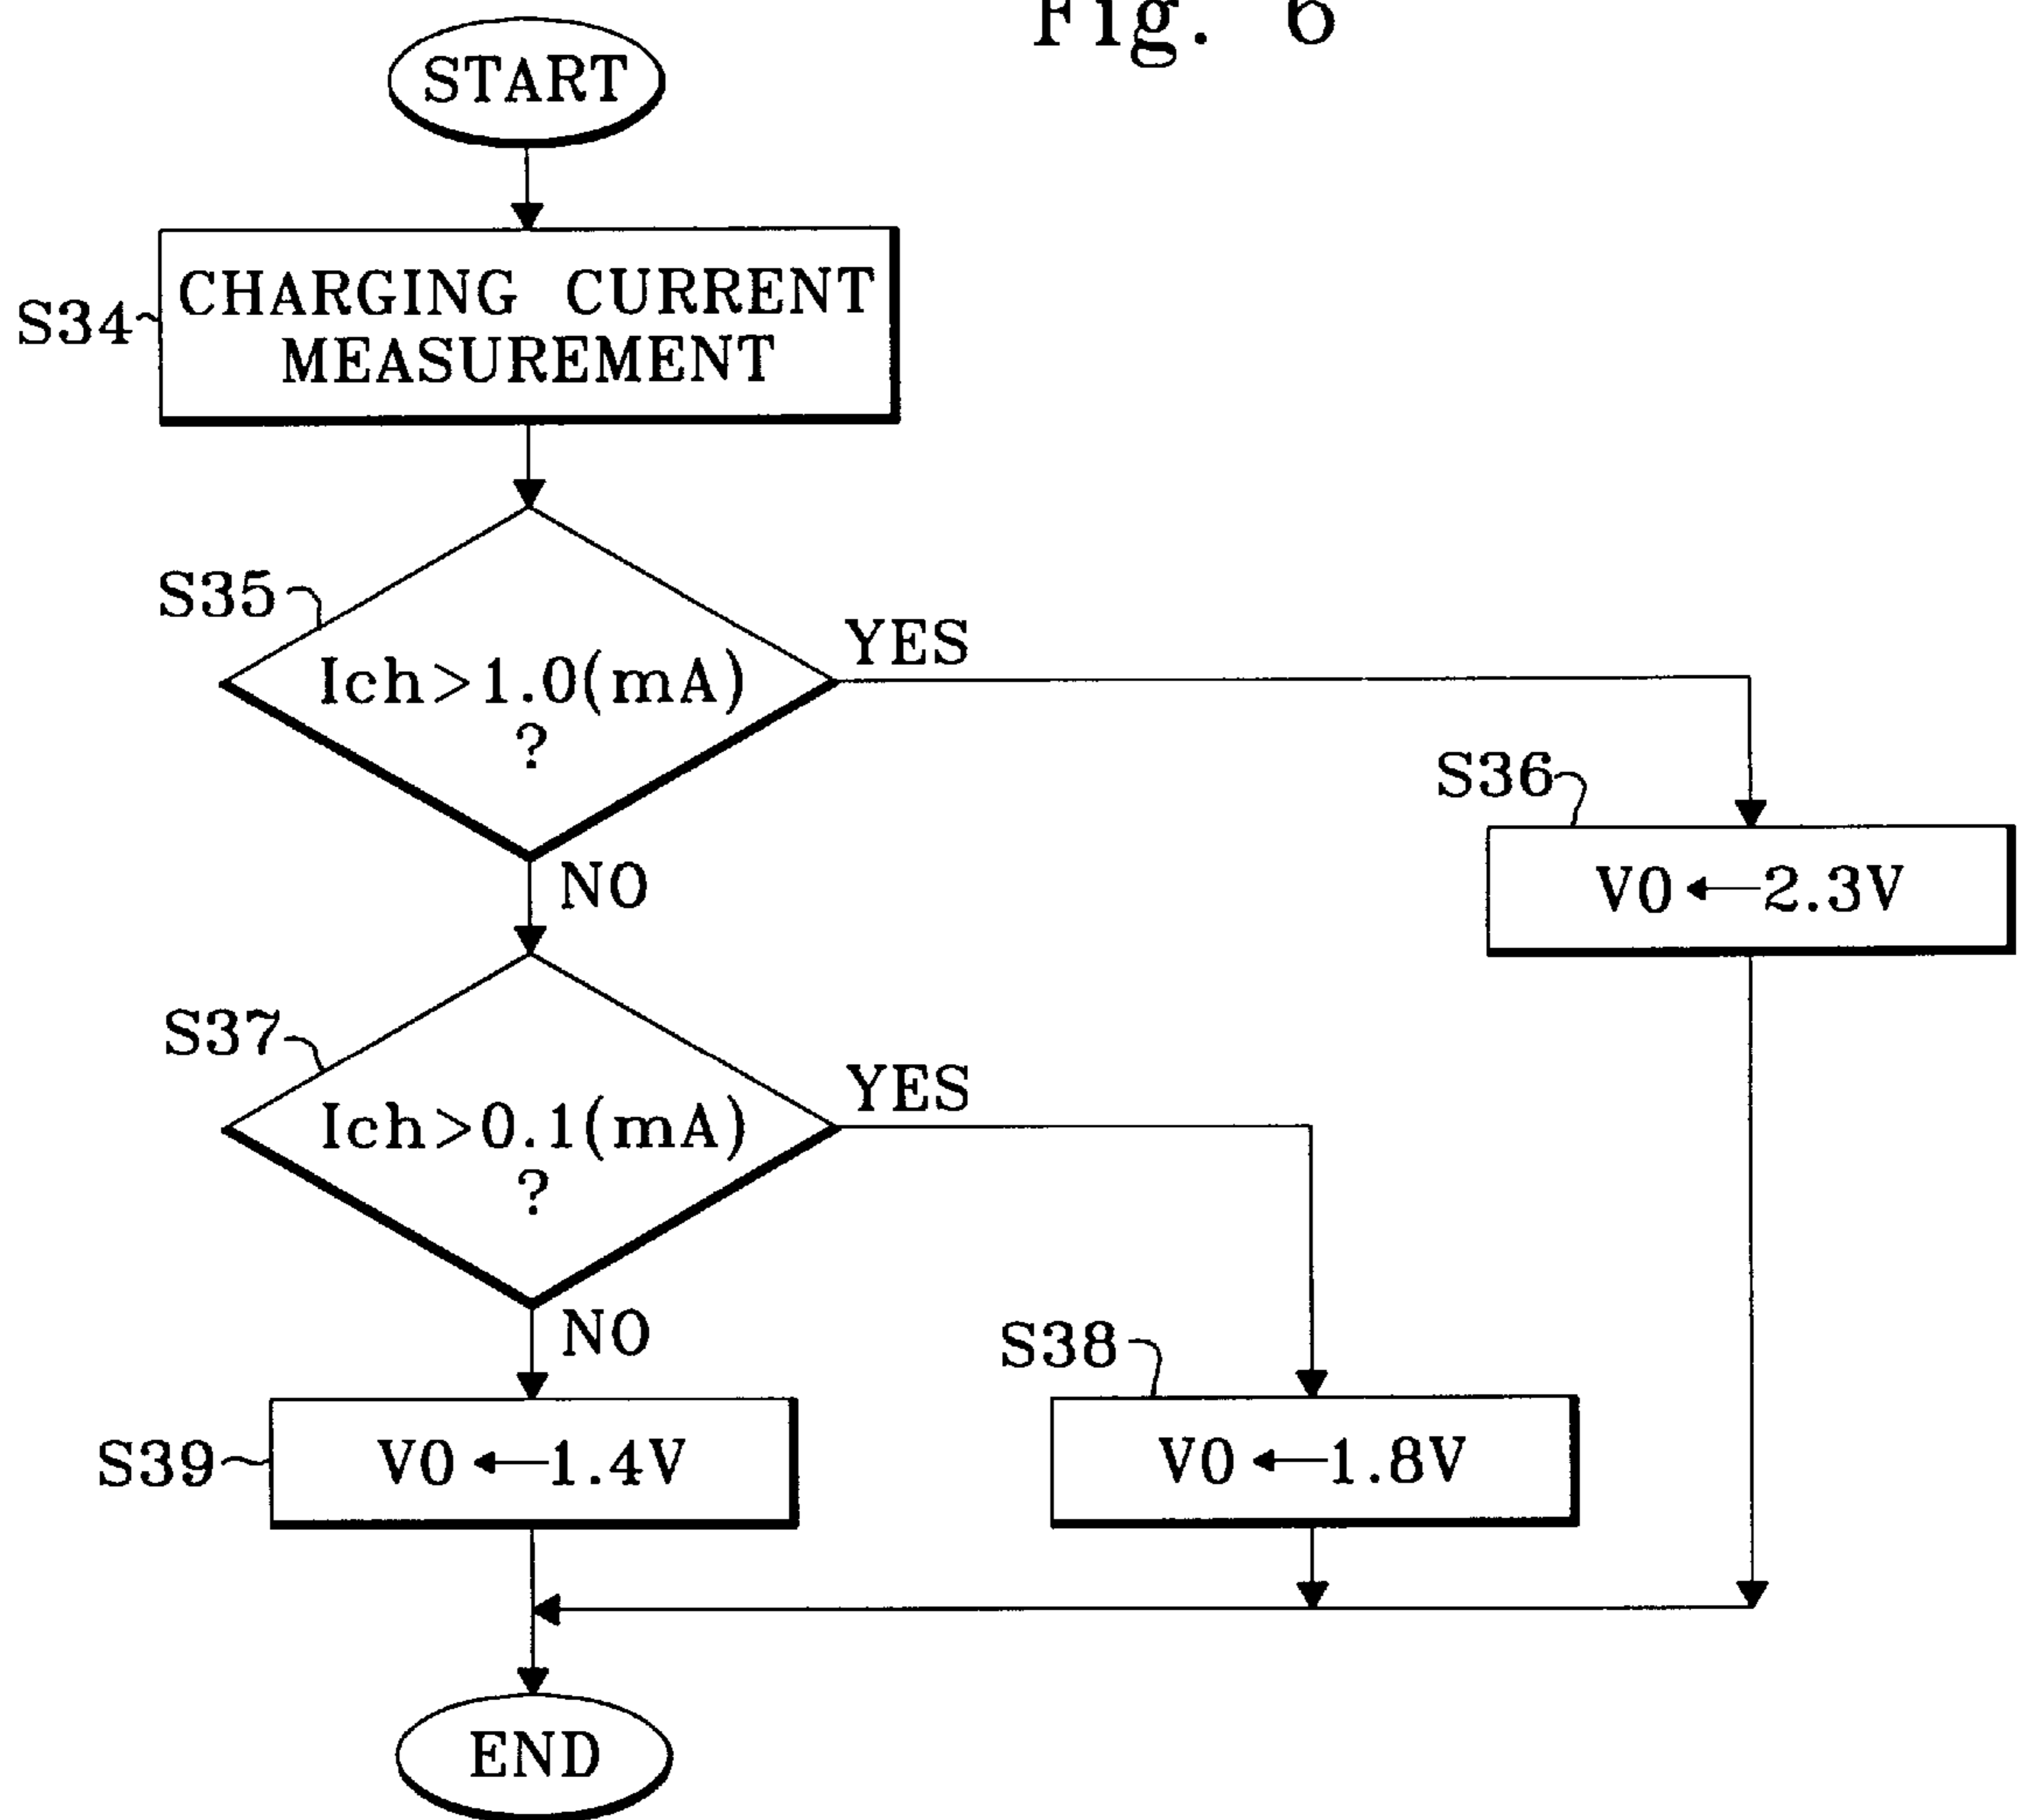 Fig. 6
START
S34
CHARGING CURRENT
MEASUREMENT
S35
Ich>1.0(mA)
?
YES
NO
S36
V0 ← 2.3V
S37
Ich>0.1(mA)
?
YES
NO
S38
V0 ← 1.8V
S39
V0 ← 1.4V
END